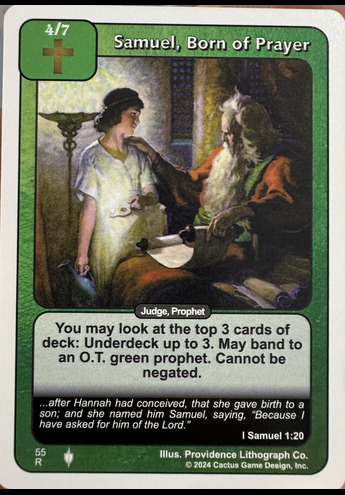 4/7
Samuel, Born of Prayer
Judge, Prophet
You may look at the top 3 cards of
deck: Underdeck up to 3. May band to
an O.T. green prophet. Cannot be
negated.
...after Hannah had conceived, that she gave birth to a
son; and she named him Samuel, saying, “Because I
have asked for him of the Lord.”
I Samuel 1:20
55
R
Illus. Providence Lithograph Co.
© 2024 Cactus Game Design, Inc.